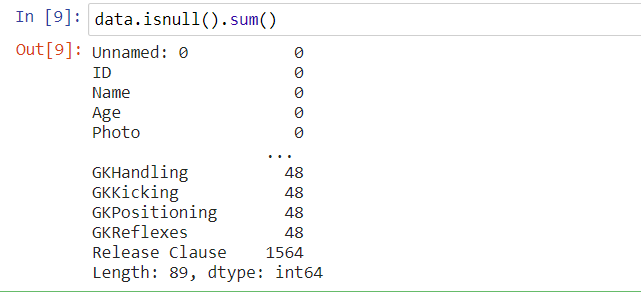 In [9]: data.isnull().sum()
Out[9]: Unnamed: 0 0
ID 0
Name 0
Age 0
Photo 0
...
GKHandling 48
GKKicking 48
GKPositioning 48
GKReflexes 48
Release Clause 1564
Length: 89, dtype: int64